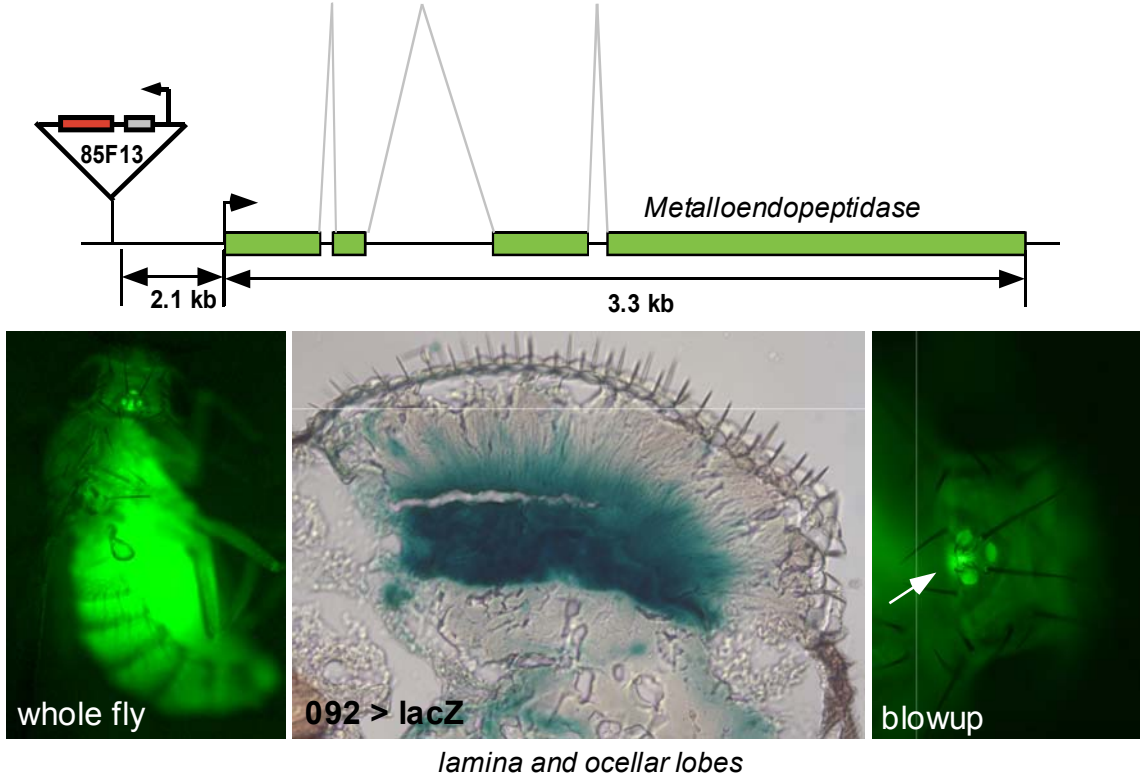 85F13
Metalloendopeptidase
2.1 kb
3.3 kb
whole fly
092 > lacZ
blowup
lamina and ocellar lobes